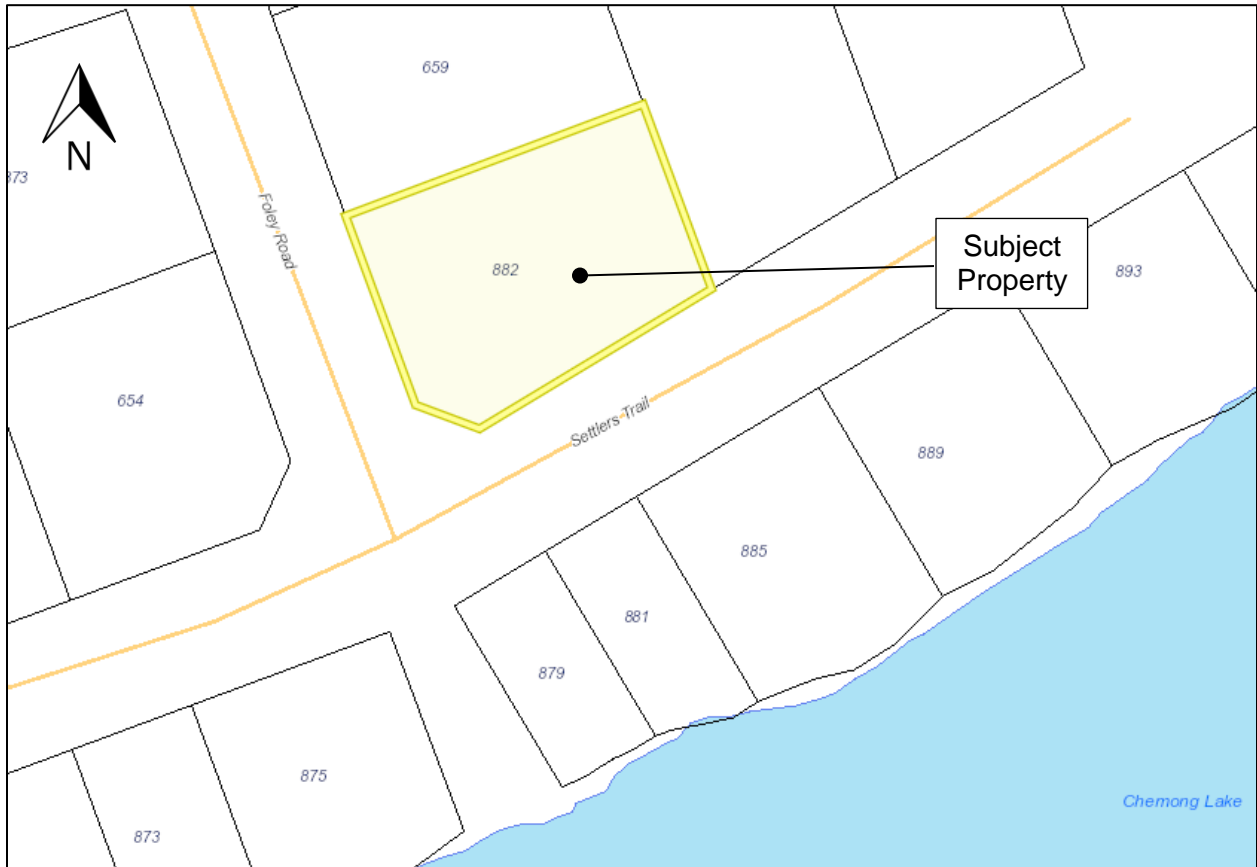 659
N
873
Foley Road
Subject
Property
882
893
654
Settlers Trail
889
885
881
879
875
Chemong Lake
873